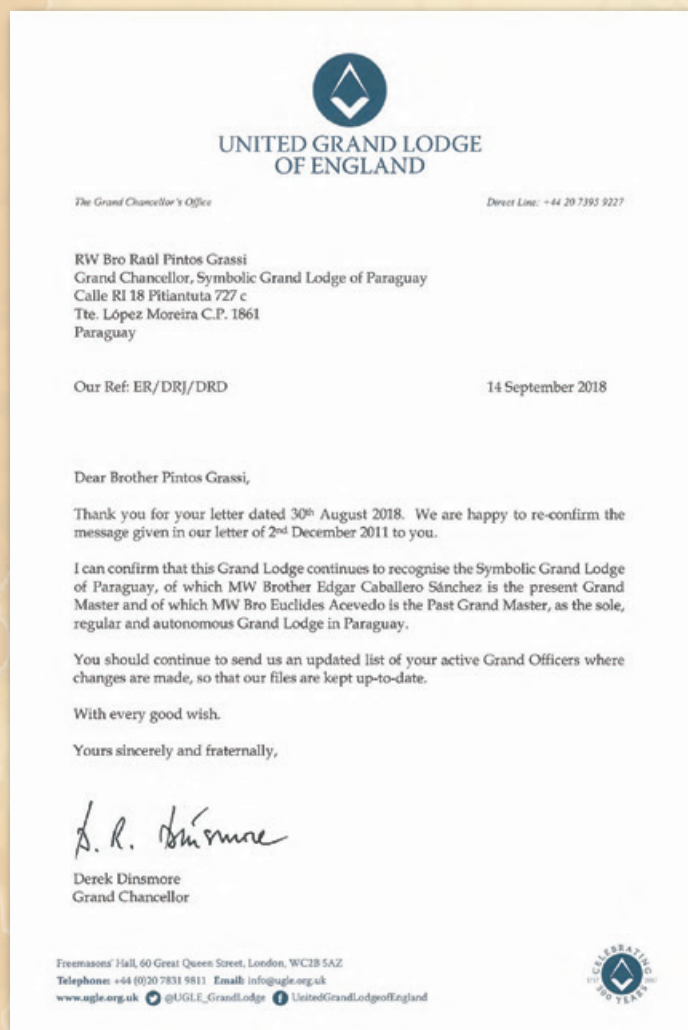 UNITED GRAND LODGE
OF ENGLAND
The Grand Chancellor's Office
Direct Line: +44 20 7395 9227
RW Bro Raúl Pintos Grassi
Grand Chancellor, Symbolic Grand Lodge of Paraguay
Calle RI 18 Pitiantuta 727 c
Tte. López Moreira C.P. 1861
Paraguay
Our Ref: ER/DRJ/DRD
14 September 2018
Dear Brother Pintos Grassi,
Thank you for your letter dated 30th August 2018. We are happy to re-confirm the
message given in our letter of 2nd December 2011 to you.
I can confirm that this Grand Lodge continues to recognise the Symbolic Grand Lodge
of Paraguay, of which MW Brother Edgar Caballero Sánchez is the present Grand
Master and of which MW Bro Euclides Acevedo is the Past Grand Master, as the sole,
regular and autonomous Grand Lodge in Paraguay.
You should continue to send us an updated list of your active Grand Officers where
changes are made, so that our files are kept up-to-date.
With every good wish.
Yours sincerely and fraternally,
D. R. Dinsmore
Derek Dinsmore
Grand Chancellor
Freemasons' Hall, 60 Great Queen Street, London, WC2B 5AZ
Telephone: +44 (0)20 7831 9811 Email: info@ugle.org.uk
www.ugle.org.uk @UGLE_GrandLodge UnitedGrandLodgeofEngland
CELEBRATING
300 YEARS